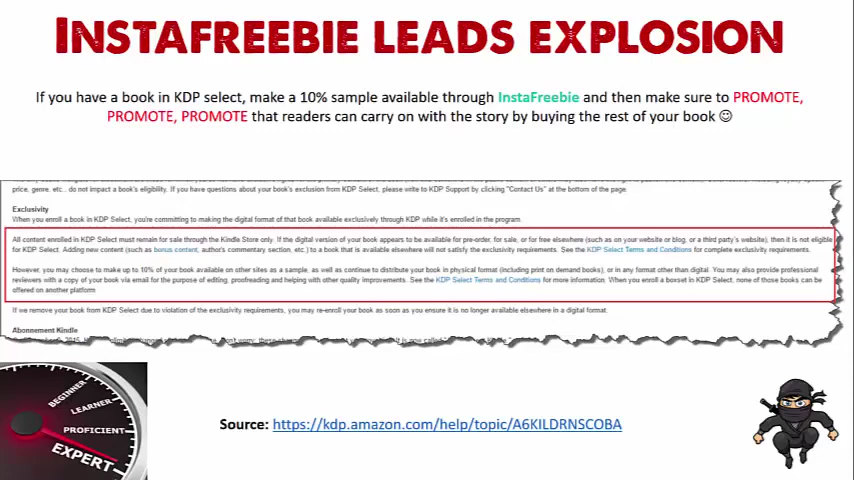 INSTAFREEBIE LEADS EXPLOSION
If you have a book in KDP select, make a 10% sample available through InstaFreebie and then make sure to PROMOTE,
PROMOTE, PROMOTE that readers can carry on with the story by buying the rest of your book ☺
price, genre, etc.. do not impact a book's eligibility. If you have questions about your book's exclusion from KDP Select, please write to KDP Support by clicking "Contact Us" at the bottom of the page.
Exclusivity
When you enroll a book in KDP Select, you're committing to making the digital format of that book available exclusively through KDP while it's enrolled in the program.
All content enrolled in KDP Select must remain for sale through the Kindle Store only. If the digital version of your book appears to be available for pre-order, for sale, or for free elsewhere (such as on your website or blog, or a third party's website), then it is not eligible
for KDP Select. Adding new content (such as bonus content, author's commentary section, etc.) to a book that is available elsewhere will not satisfy the exclusivity requirements. See the KDP Select Terms and Conditions for complete exclusivity requirements.
However, you may choose to make up to 10% of your book available on other sites as a sample, as well as continue to distribute your book in physical format (including print on demand books), or in any format other than digital. You may also provide professional
reviewers with a copy of your book via email for the purpose of editing, proofreading and helping with other quality improvements. See the KDP Select Terms and Conditions for more information. When you enroll a boxset in KDP Select, none of those books can be
offered on another platform
If we remove your book from KDP Select due to violation of the exclusivity requirements, you may re-enroll your book as soon as you ensure it is no longer available elsewhere in a digital format.
Abonnement Kindle
BEGINNER
LEARNER
PROFICIENT
EXPERT
Source: https://kdp.amazon.com/help/topic/A6KILDRNSCOBA